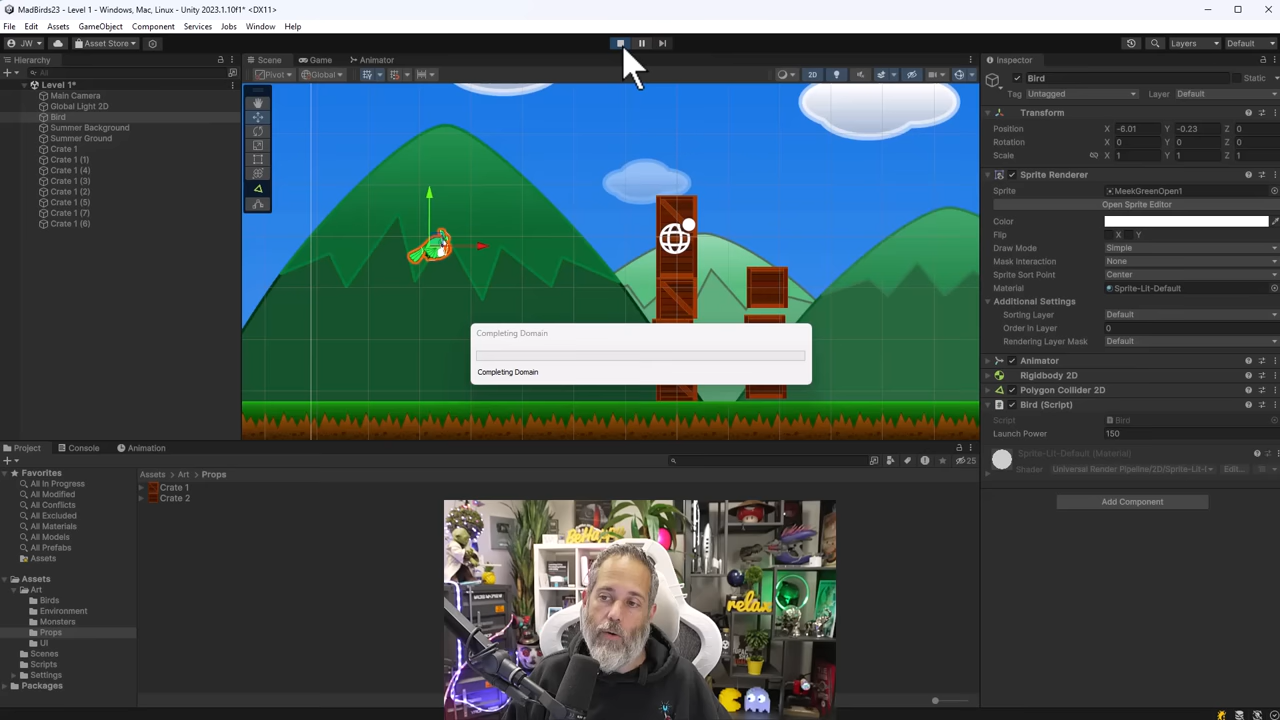 MadBirds23 - Level 1 - Windows, Mac, Linux - Unity 2023.1.10f1* <DX11>
File Edit Assets GameObject Component Services Jobs Window Help
JW Asset Store Layers Default
Hierarchy
All
Level 1*
Main Camera
Global Light 2D
Bird
Summer Background
Summer Ground
Crate 1
Crate 1 (1)
Crate 1 (4)
Crate 1 (3)
Crate 1 (2)
Crate 1 (5)
Crate 1 (7)
Crate 1 (6)
Scene Game Animator
Pivot Global 2D
Completing Domain
Completing Domain
Inspector
Bird Static
Tag Untagged Layer Default
Transform
Position X -6.01 Y -0.23 Z 0
Rotation X 0 Y 0 Z 0
Scale X 1 Y 1 Z 1
Sprite Renderer
Sprite MeekGreenOpen1
Open Sprite Editor
Color
Flip X Y
Draw Mode Simple
Mask Interaction None
Sprite Sort Point Center
Material Sprite-Lit-Default
Additional Settings
Sorting Layer Default
Order in Layer 0
Rendering Layer Mask Default
Animator
Rigidbody 2D
Polygon Collider 2D
Bird (Script)
Script Bird
Launch Power 150
Sprite-Lit-Default (Material)
Shader Universal Render Pipeline/2D/Sprite-Lit- Edit...
Add Component
Project Console Animation
25
Favorites
All In Progress
All Modified
All Conflicts
All Excluded
All Materials
All Models
All Prefabs
Assets
Assets
Art
Birds
Environment
Monsters
Props
UI
Scenes
Scripts
Settings
Packages
Assets Art Props
Crate 1
Crate 2
relax